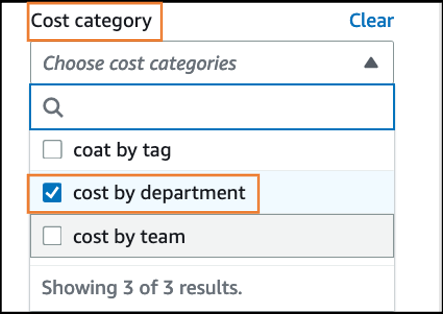 Cost category Clear
Choose cost categories
coat by tag
cost by department
cost by team
Showing 3 of 3 results.